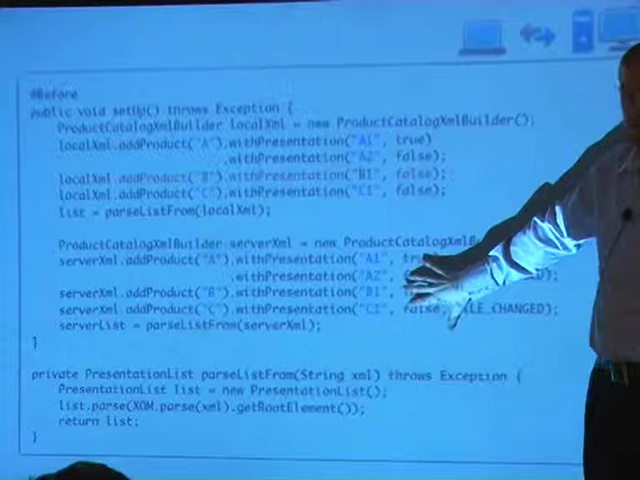 @Before
public void setUp() throws Exception {
ProductCatalogXmlBuilder localXml = new ProductCatalogXmlBuilder();
localXml.addProduct("A").withPresentation("A1", true)
.withPresentation("A2", false);
localXml.addProduct("B").withPresentation("B1", false);
localXml.addProduct("C").withPresentation("C1", false);
list = parseListFrom(localXml);
ProductCatalogXmlBuilder serverXml = new
serverXml.addProduct("A").withPresentation("A1",
.withPresentation("A2",
serverXml.addProduct("B").withPresentation("B1",
serverXml.addProduct("C").withPresentation("C1", false,
serverList = parseListFrom(serverXml);
}
private PresentationList parseListFrom(String xml) throws Exception {
PresentationList list = new PresentationList();
list.parse(XOM.parse(xml).getRootElement());
return list;
}